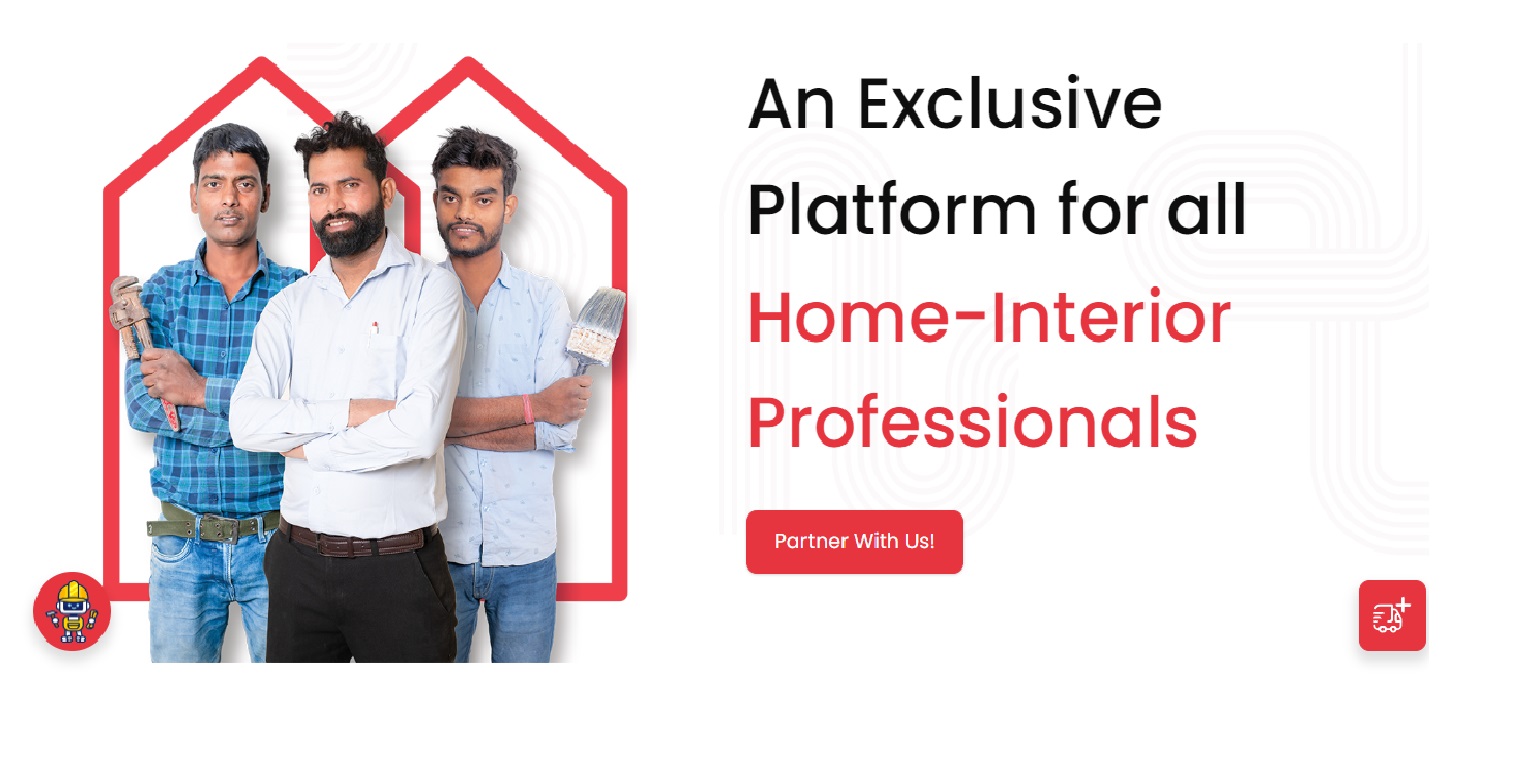 An Exclusive
Platform for all
Home-Interior
Professionals
Partner With Us!